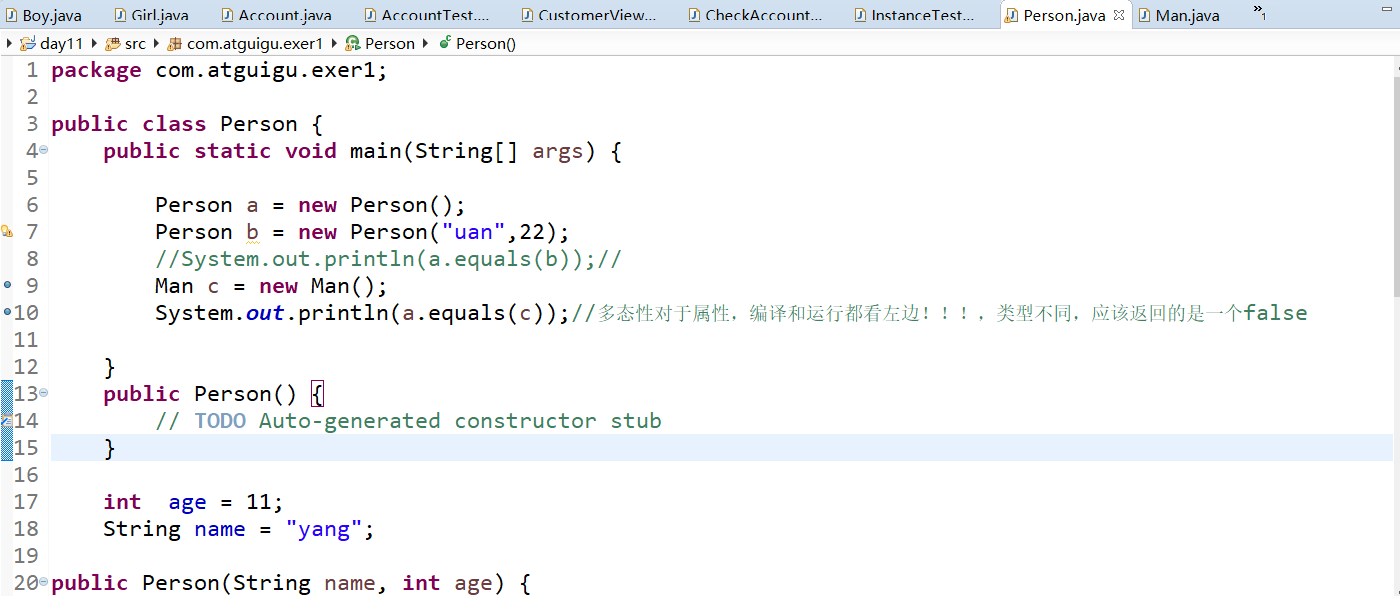 Boy.java Girl.java Account.java AccountTest.... CustomerView... CheckAccount... InstanceTest... Person.java Man.java »1
day11 src com.atguigu.exer1 Person Person()
1 package com.atguigu.exer1;
2
3 public class Person {
4 public static void main(String[] args) {
5
6 Person a = new Person();
7 Person b = new Person("uan",22);
8 //System.out.println(a.equals(b));//
9 Man c = new Man();
10 System.out.println(a.equals(c));//多态性对于属性，编译和运行都看左边！！！，类型不同，应该返回的是一个false
11
12 }
13 public Person() {
14 // TODO Auto-generated constructor stub
15 }
16
17 int age = 11;
18 String name = "yang";
19
20 public Person(String name, int age) {